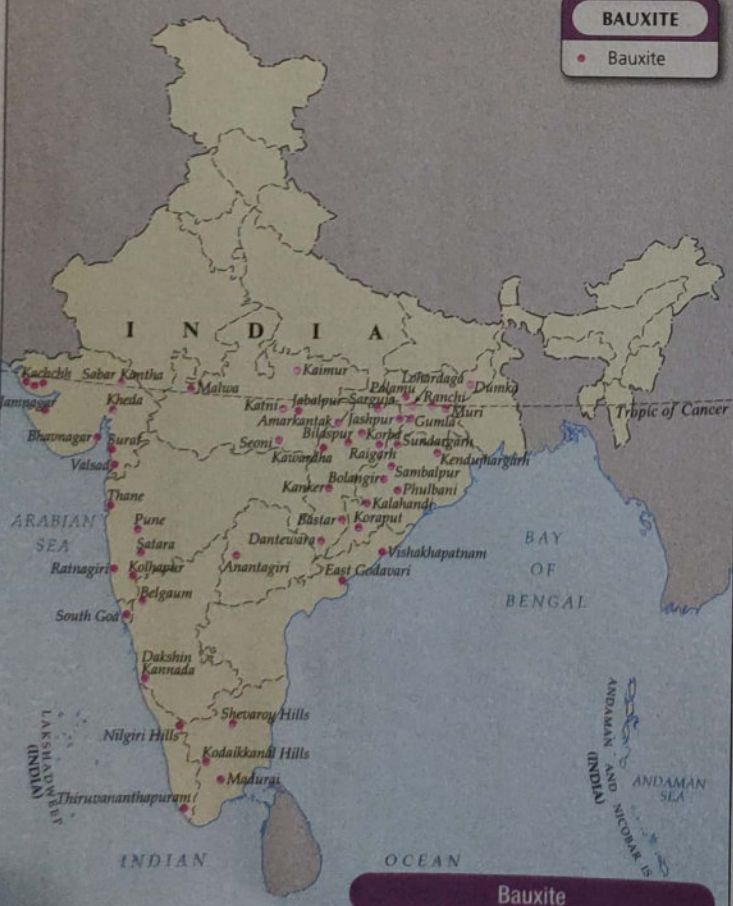 BAUXITE
Bauxite
I N D I A
Kachchh
Sabar Kantha
Jamnagar
Kheda
Malwa
Kaimur
Lohardaga
Dumka
Palamu
Ranchi
Katni
Jabalpur
Sarguja
Muri
Tropic of Cancer
Amarkantak
Jashpur
Gumla
Bhavnagar
Surat
Seoni
Bilaspur
Korba
Sundargarh
Valsad
Kawardha
Raigarh
Kendujhargarh
Bolangir
Sambalpur
Thane
Kanker
Phulbani
Kalahandi
ARABIAN
SEA
Pune
Bastar
Koraput
Satara
Dantewara
Vishakhapatnam
BAY
OF
BENGAL
Ratnagiri
Kolhapur
Anantagiri
East Godavari
Belgaum
South Goa
Dakshin
Kannada
Shevaroy Hills
Nilgiri Hills
Kodaikkanal Hills
Madurai
Thiruvananthapuram
LAKSHADWEEP
(INDIA)
ANDAMAN AND NICOBAR IS
(INDIA)
ANDAMAN
SEA
INDIAN OCEAN
Bauxite